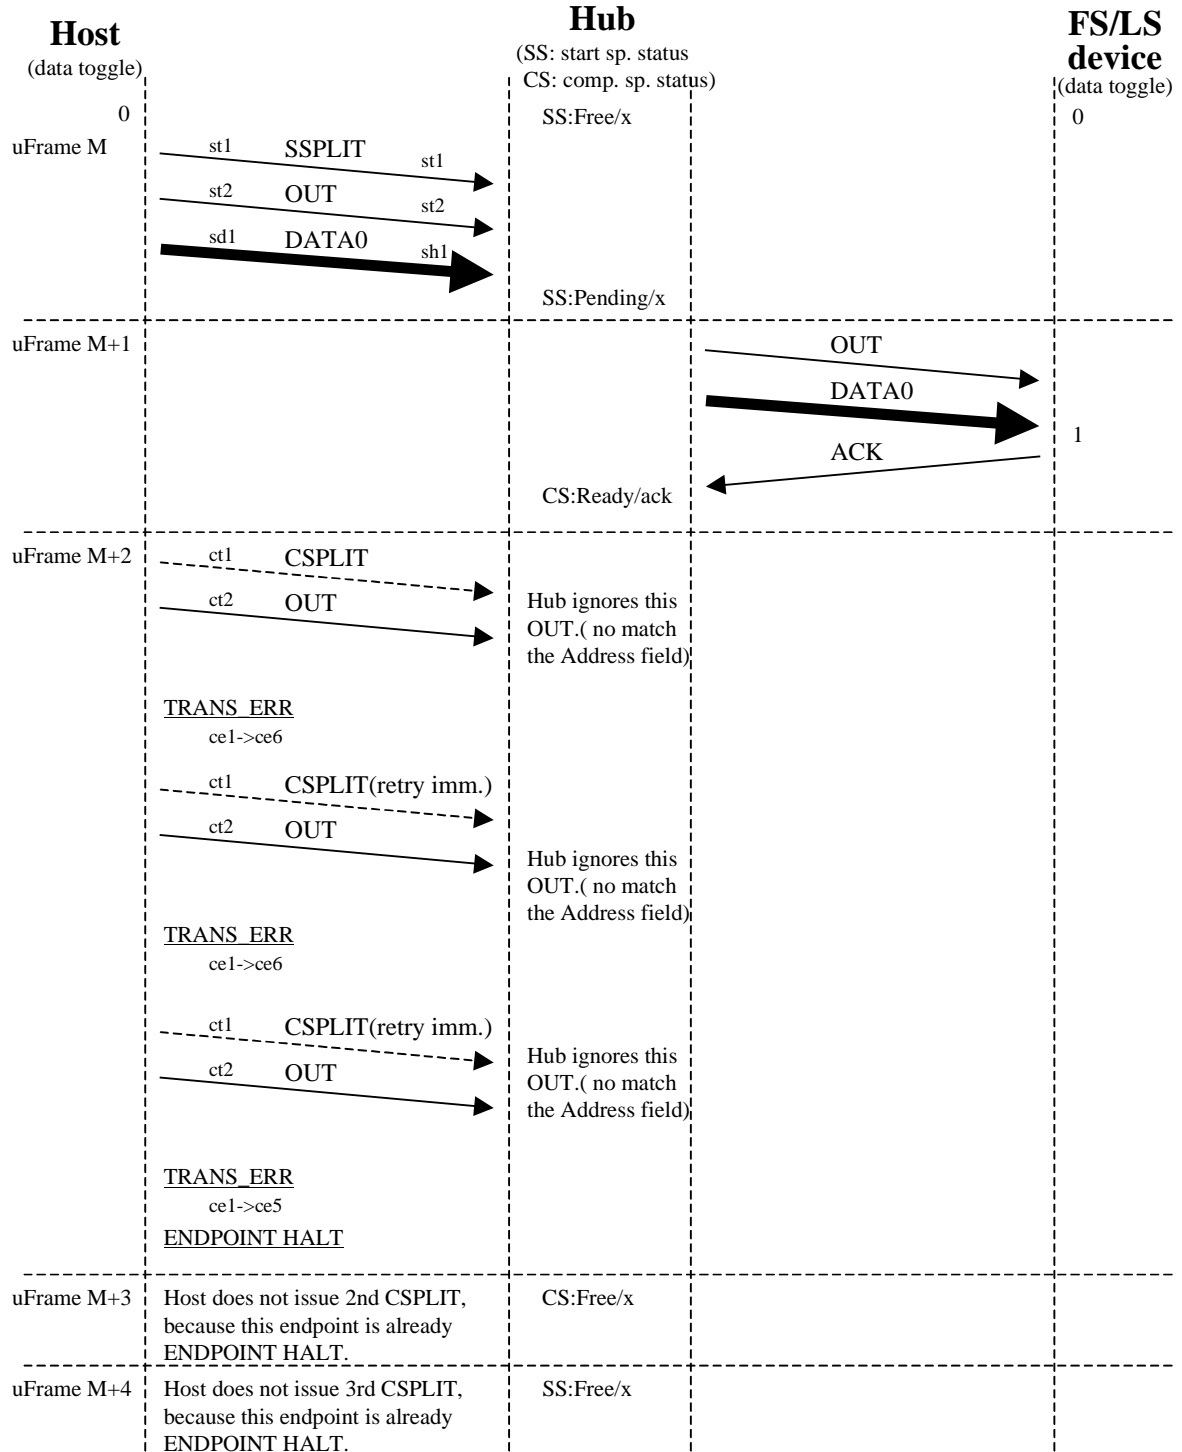 Host
(data toggle)
Hub
(SS: start sp. status
CS: comp. sp. status)
FS/LS
device
(data toggle)
0
SS:Free/x
0
uFrame M
st1 SSPLIT st1
st2 OUT st2
sd1 DATA0 sh1
SS:Pending/x
uFrame M+1
OUT
DATA0
1
ACK
CS:Ready/ack
uFrame M+2
ct1 CSPLIT
ct2 OUT
Hub ignores this
OUT.( no match
the Address field)
TRANS_ERR
ce1->ce6
ct1 CSPLIT(retry imm.)
ct2 OUT
Hub ignores this
OUT.( no match
the Address field)
TRANS_ERR
ce1->ce6
ct1 CSPLIT(retry imm.)
ct2 OUT
Hub ignores this
OUT.( no match
the Address field)
TRANS_ERR
ce1->ce5
ENDPOINT HALT
uFrame M+3
Host does not issue 2nd CSPLIT,
because this endpoint is already
ENDPOINT HALT.
CS:Free/x
uFrame M+4
Host does not issue 3rd CSPLIT,
because this endpoint is already
ENDPOINT HALT.
SS:Free/x